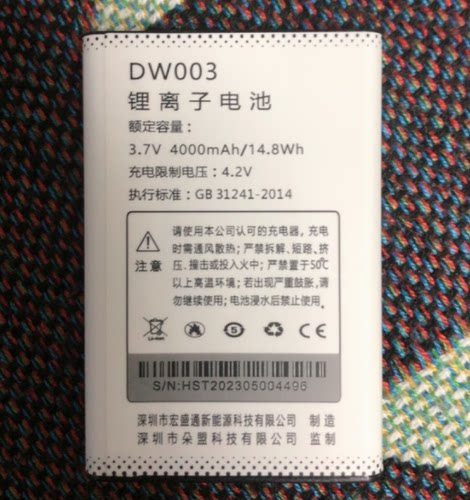 DW003
锂离子电池
额定容量：
3.7V 4000mAh/14.8Wh
充电限制电压：4.2V
执行标准：GB 31241-2014
注意
请使用本公司认可的充电器，充电
时需通风散热；严禁拆解、短路、挤
压、撞击或投入火中；严禁置于50℃
以上高温环境；若出现严重鼓胀，请
勿继续使用；电池浸水后禁止使用。
Li-ion
5
CE
S/N:HST202305004496
深圳市宏盛通新能源科技有限公司 制造
深圳市朵盟科技有限公司 监制